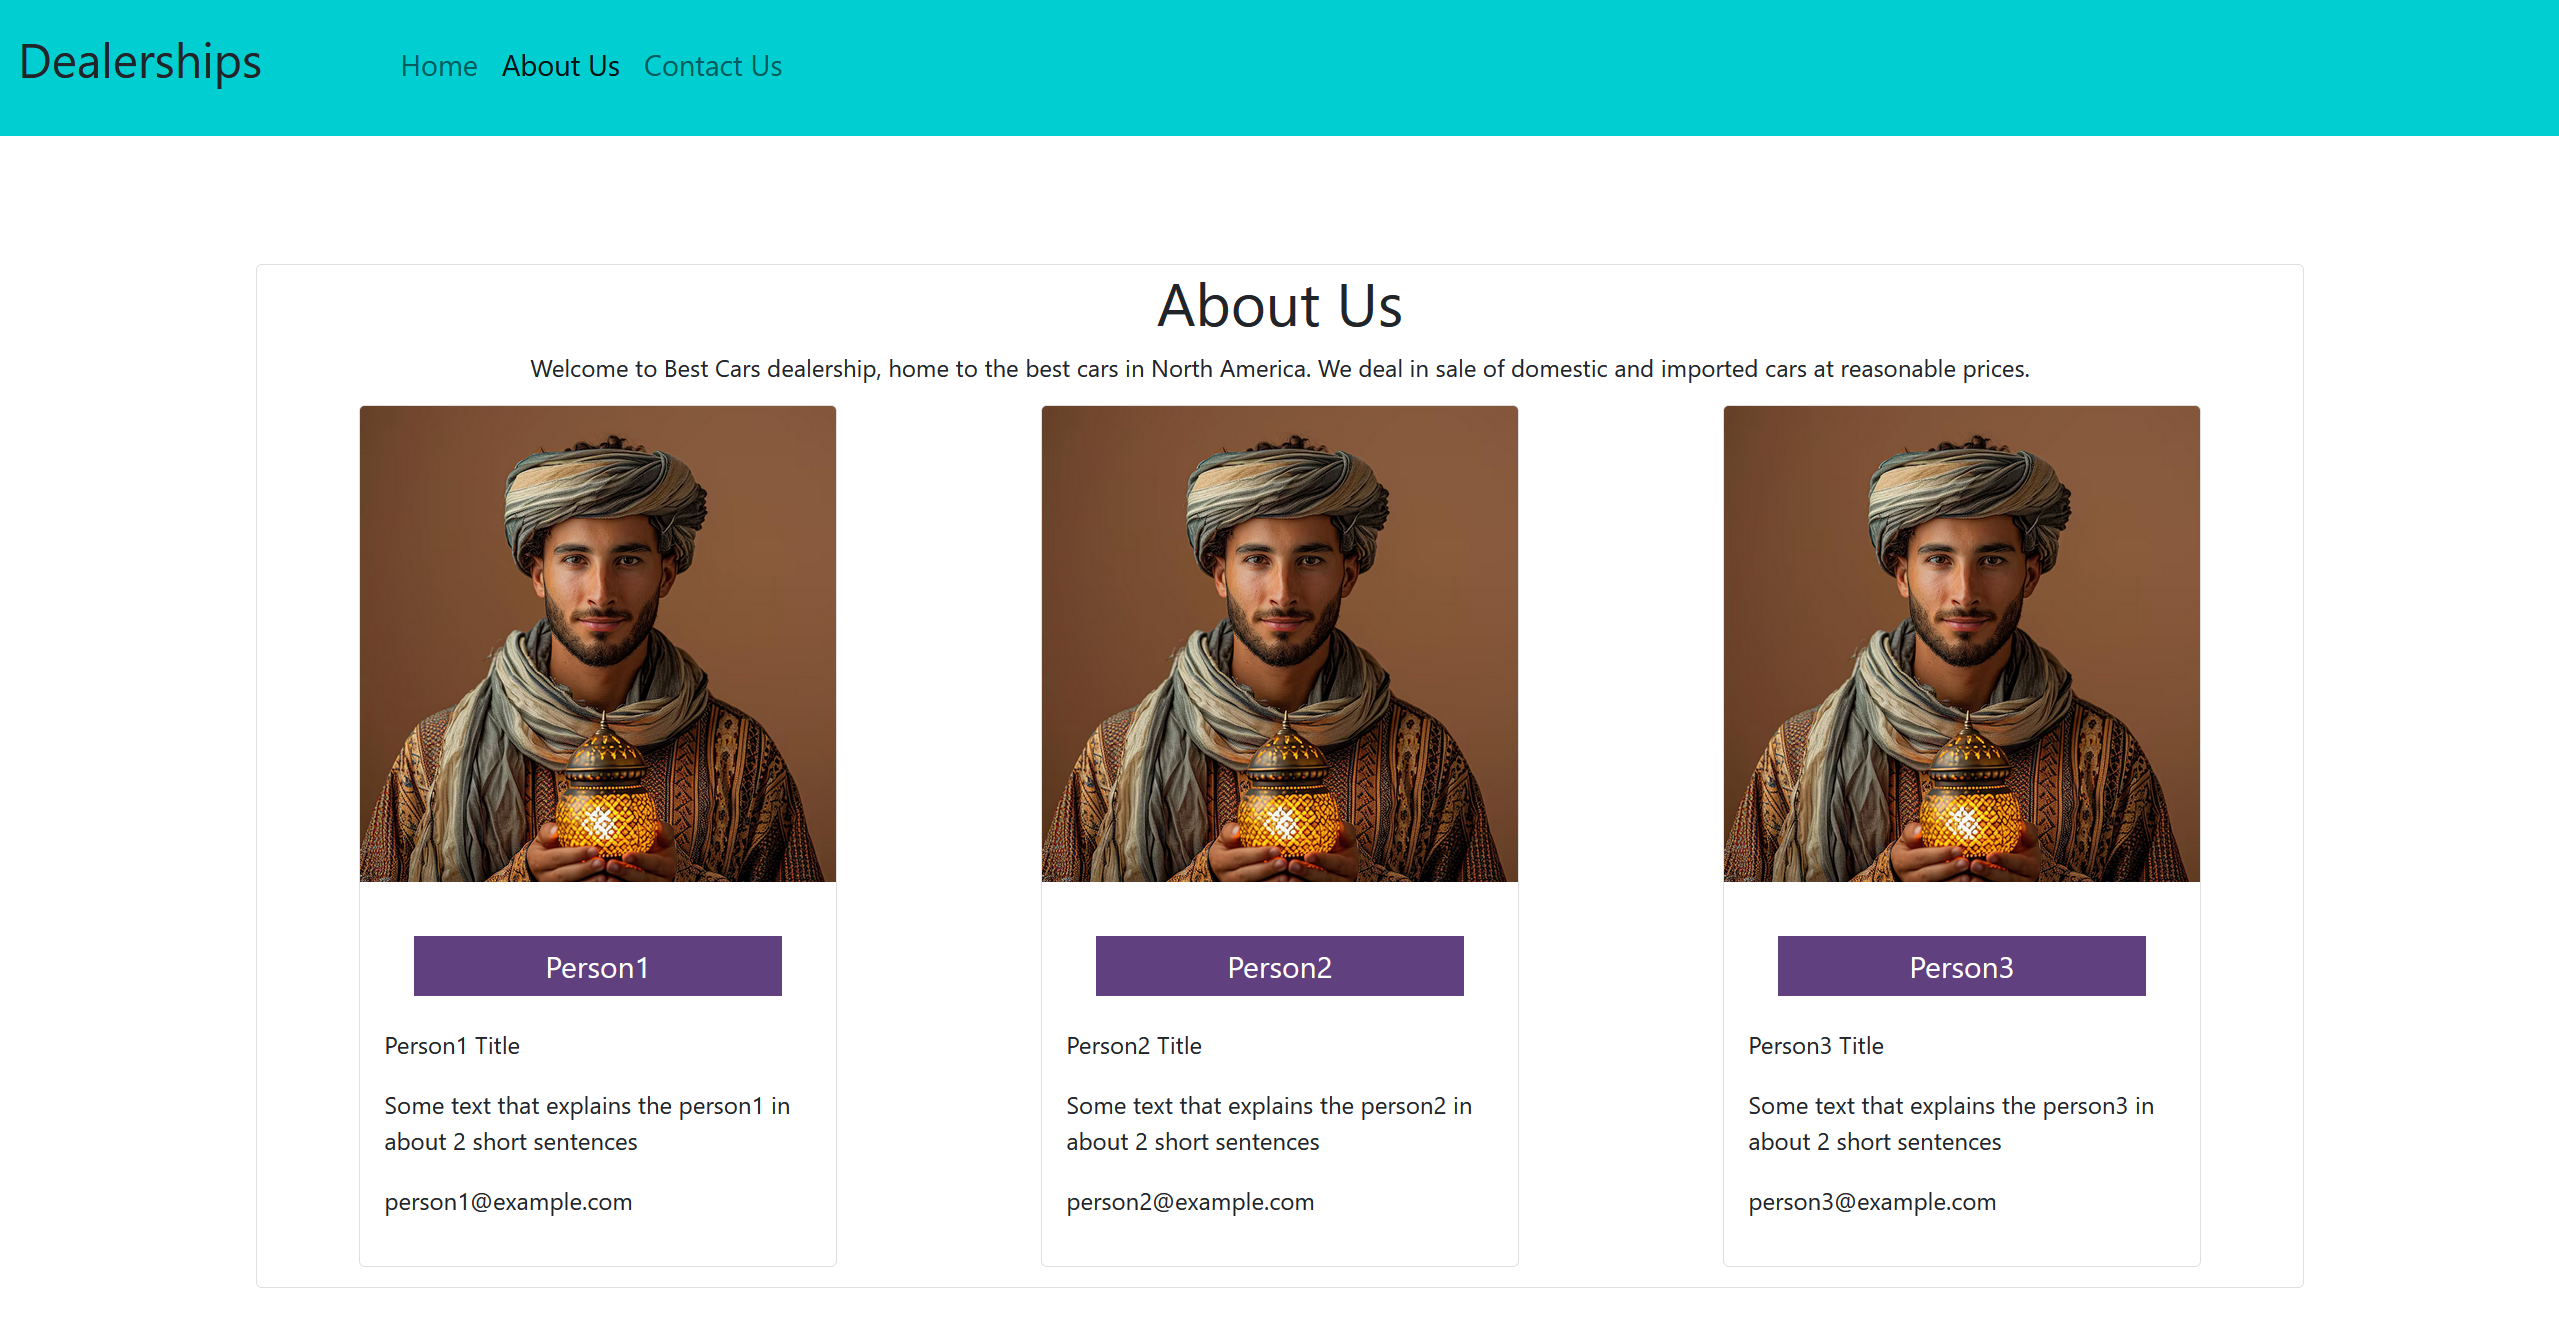 Dealerships
Home About Us Contact Us
About Us
Welcome to Best Cars dealership, home to the best cars in North America. We deal in sale of domestic and imported cars at reasonable prices.
Person1
Person1 Title
Some text that explains the person1 in
about 2 short sentences
person1@example.com
Person2
Person2 Title
Some text that explains the person2 in
about 2 short sentences
person2@example.com
Person3
Person3 Title
Some text that explains the person3 in
about 2 short sentences
person3@example.com